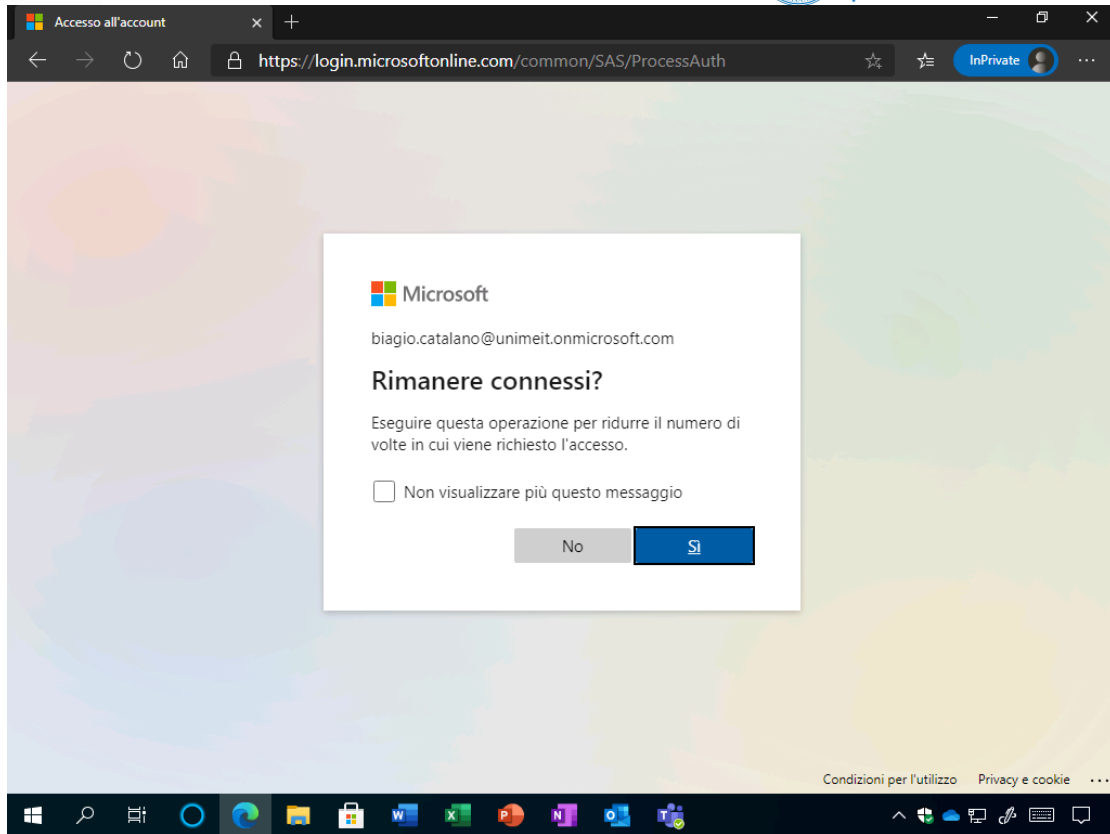 Accesso all'account
https://login.microsoftonline.com/common/SAS/ProcessAuth
InPrivate
Microsoft
biagio.catalano@unimeit.onmicrosoft.com
Rimanere connessi?
Eseguire questa operazione per ridurre il numero di
volte in cui viene richiesto l'accesso.
Non visualizzare più questo messaggio
No
Sì
Condizioni per l'utilizzo Privacy e cookie